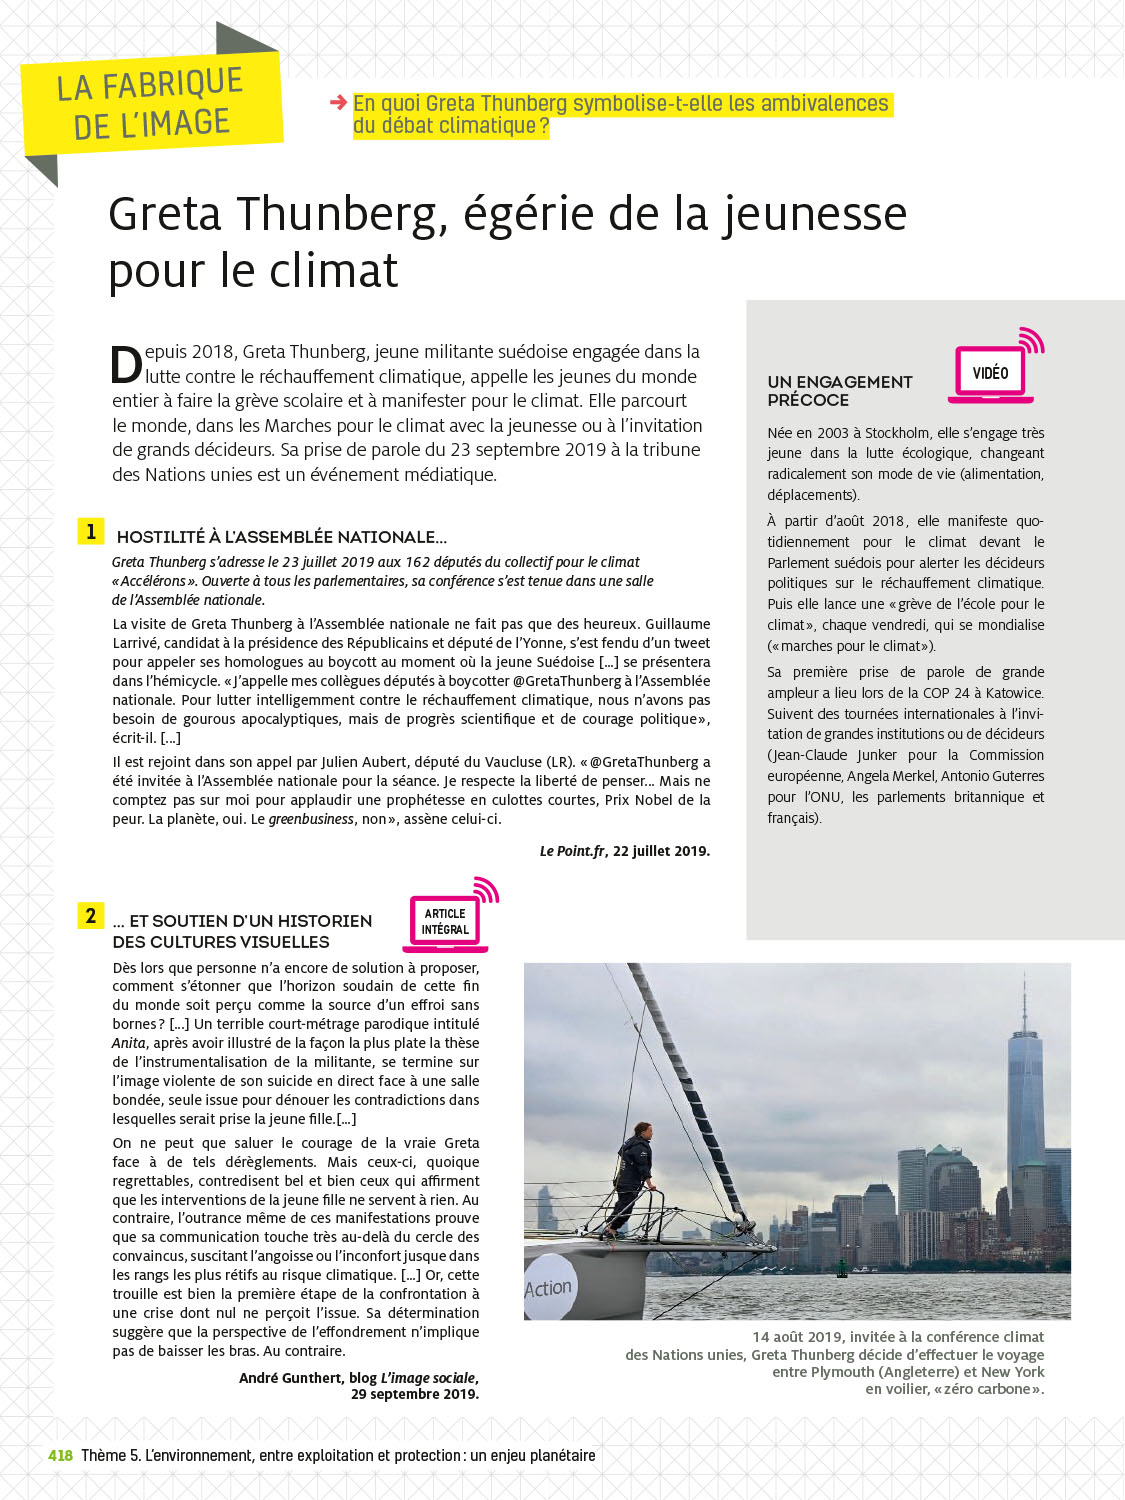 LA FABRIQUE
DE L'IMAGE
➔ En quoi Greta Thunberg symbolise-t-elle les ambivalences
du débat climatique ?
Greta Thunberg, égérie de la jeunesse
pour le climat
Depuis 2018, Greta Thunberg, jeune militante suédoise engagée dans la
lutte contre le réchauffement climatique, appelle les jeunes du monde
entier à faire la grève scolaire et à manifester pour le climat. Elle parcourt
le monde, dans les Marches pour le climat avec la jeunesse ou à l'invitation
de grands décideurs. Sa prise de parole du 23 septembre 2019 à la tribune
des Nations unies est un événement médiatique.
1 HOSTILITÉ À L'ASSEMBLÉE NATIONALE...
Greta Thunberg s'adresse le 23 juillet 2019 aux 162 députés du collectif pour le climat
« Accélérons ». Ouverte à tous les parlementaires, sa conférence s'est tenue dans une salle
de l'Assemblée nationale.
La visite de Greta Thunberg à l'Assemblée nationale ne fait pas que des heureux. Guillaume
Larrivé, candidat à la présidence des Républicains et député de l'Yonne, s'est fendu d'un tweet
pour appeler ses homologues au boycott au moment où la jeune Suédoise [...] se présentera
dans l'hémicycle. « J'appelle mes collègues députés à boycotter @GretaThunberg à l'Assemblée
nationale. Pour lutter intelligemment contre le réchauffement climatique, nous n'avons pas
besoin de gourous apocalyptiques, mais de progrès scientifique et de courage politique »,
écrit-il. [...]
Il est rejoint dans son appel par Julien Aubert, député du Vaucluse (LR). « @GretaThunberg a
été invitée à l'Assemblée nationale pour la séance. Je respecte la liberté de penser... Mais ne
comptez pas sur moi pour applaudir une prophétesse en culottes courtes, Prix Nobel de la
peur. La planète, oui. Le greenbusiness, non », assène celui-ci.
Le Point.fr, 22 juillet 2019.
2 ... ET SOUTIEN D'UN HISTORIEN
DES CULTURES VISUELLES
ARTICLE
INTÉGRAL
Dès lors que personne n'a encore de solution à proposer,
comment s'étonner que l'horizon soudain de cette fin
du monde soit perçu comme la source d'un effroi sans
bornes ? [...] Un terrible court-métrage parodique intitulé
Anita, après avoir illustré de la façon la plus plate la thèse
de l'instrumentalisation de la militante, se termine sur
l'image violente de son suicide en direct face à une salle
bondée, seule issue pour dénouer les contradictions dans
lesquelles serait prise la jeune fille.[...]
On ne peut que saluer le courage de la vraie Greta
face à de tels dérèglements. Mais ceux-ci, quoique
regrettables, contredisent bel et bien ceux qui affirment
que les interventions de la jeune fille ne servent à rien. Au
contraire, l'outrance même de ces manifestations prouve
que sa communication touche très au-delà du cercle des
convaincus, suscitant l'angoisse ou l'inconfort jusque dans
les rangs les plus rétifs au risque climatique. [...] Or, cette
trouille est bien la première étape de la confrontation à
une crise dont nul ne perçoit l'issue. Sa détermination
suggère que la perspective de l'effondrement n'implique
pas de baisser les bras. Au contraire.
André Gunthert, blog L'image sociale,
29 septembre 2019.
UN ENGAGEMENT
PRÉCOCE
VIDÉO
Née en 2003 à Stockholm, elle s'engage très
jeune dans la lutte écologique, changeant
radicalement son mode de vie (alimentation,
déplacements).
À partir d'août 2018, elle manifeste quo-
tidiennement pour le climat devant le
Parlement suédois pour alerter les décideurs
politiques sur le réchauffement climatique.
Puis elle lance une « grève de l'école pour le
climat », chaque vendredi, qui se mondialise
(« marches pour le climat »).
Sa première prise de parole de grande
ampleur a lieu lors de la COP 24 à Katowice.
Suivent des tournées internationales à l'invi-
tation de grandes institutions ou de décideurs
(Jean-Claude Junker pour la Commission
européenne, Angela Merkel, Antonio Guterres
pour l'ONU, les parlements britannique et
français).
Action
14 août 2019, invitée à la conférence climat
des Nations unies, Greta Thunberg décide d'effectuer le voyage
entre Plymouth (Angleterre) et New York
en voilier, « zéro carbone ».
418 Thème 5. L'environnement, entre exploitation et protection : un enjeu planétaire